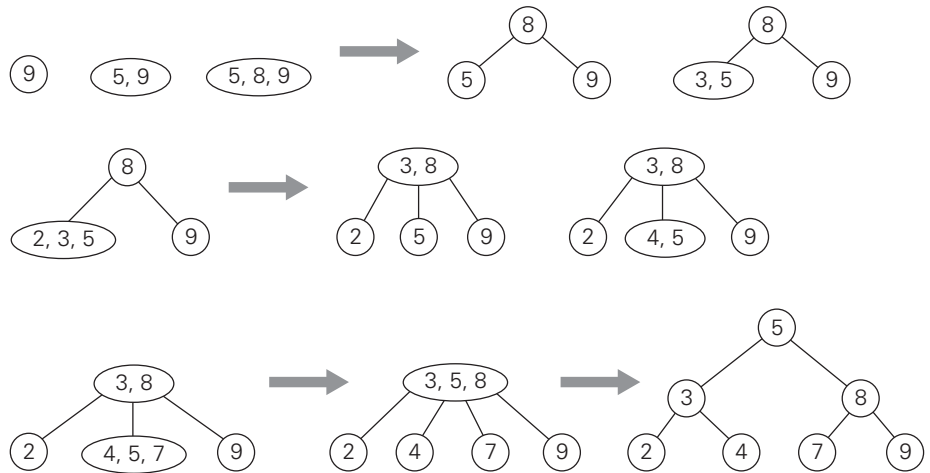 8 8
9 5, 9 5, 8, 9 5 9 3, 5 9
8 3, 8 3, 8
2, 3, 5 9 2 5 9 2 4, 5 9
5
3, 8 3, 5, 8 3 8
2 4, 5, 7 9 2 4 7 9 2 4 7 9